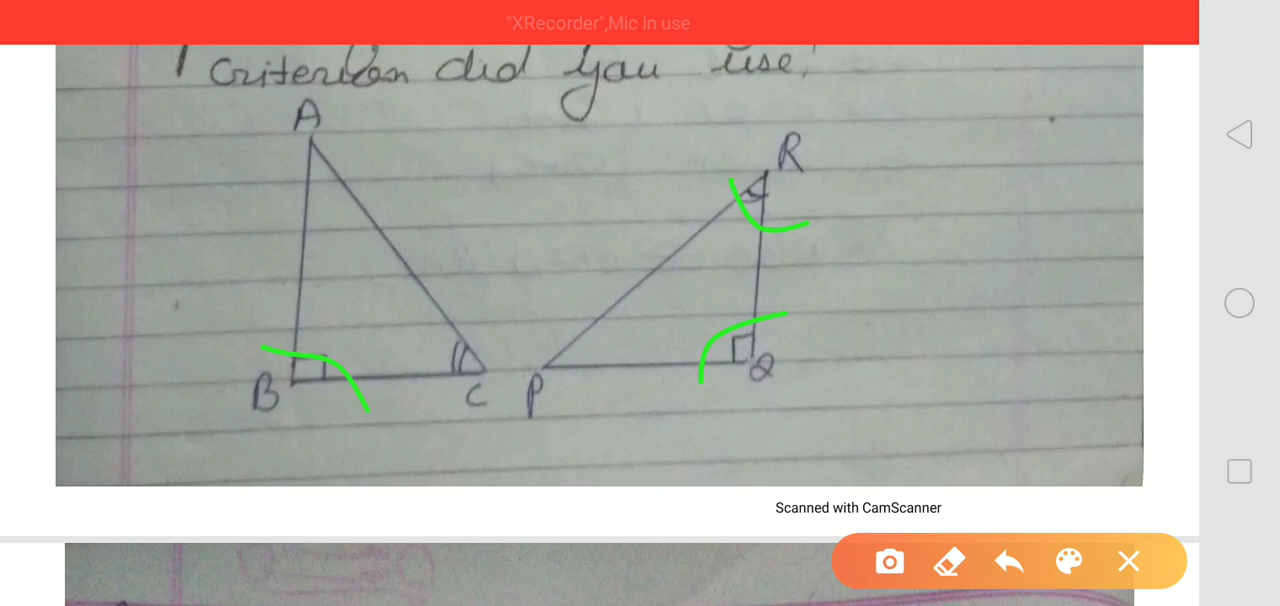 "XRecorder",Mic in use
Criterion did you use?
A
R
B
C
P
Q
Scanned with CamScanner